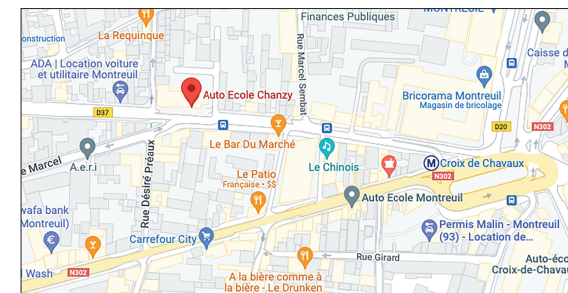 MONTREUIL
Finances Publiques
La Requinque
onstruction
Caisse d
ADA | Location voiture
et utilitaire Montreuil
Rue Marcel Sembat
Auto Ecole Chanzy
Bricorama Montreuil
Magasin de bricolage
D37
D20
N302
Le Bar Du Marché
e Marcel
A.e.r.i
Le Chinois
M
Croix de Chavaux
N302
Rue Désiré Préaux
Le Patio
Française • $$
Auto Ecole Montreuil
wafa bank
Montreuil)
Carrefour City
Permis Malin - Montreuil
(93) - Location de...
Wash
N302
Rue Girard
Auto-éco
Croix-de-Chavau
A la bière comme à
la bière - Le Drunken